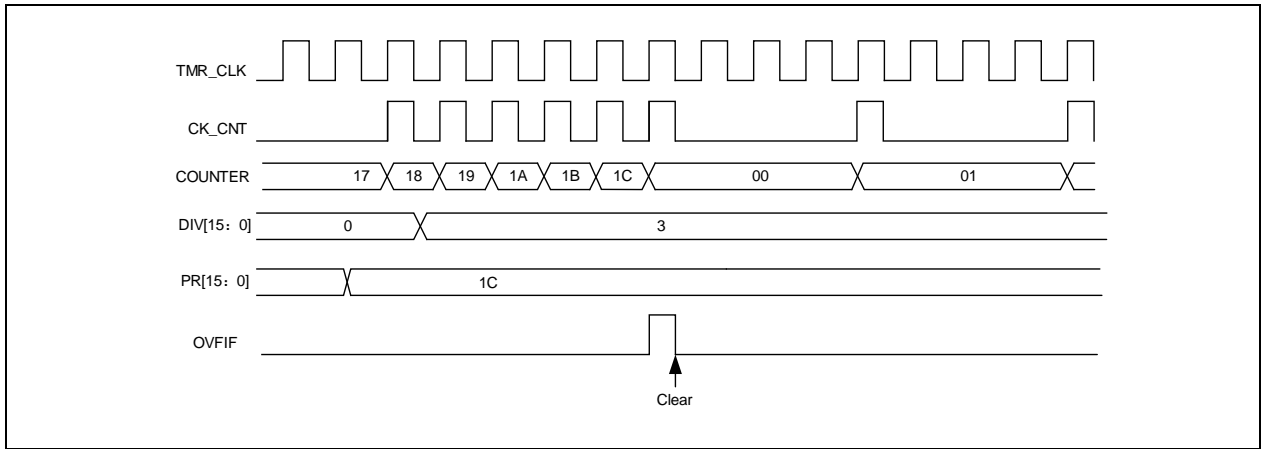 TMR_CLK
CK_CNT
COUNTER 17 18 19 1A 1B 1C 00 01
DIV[15：0] 0 3
PR[15：0] 1C
OVFIF
Clear